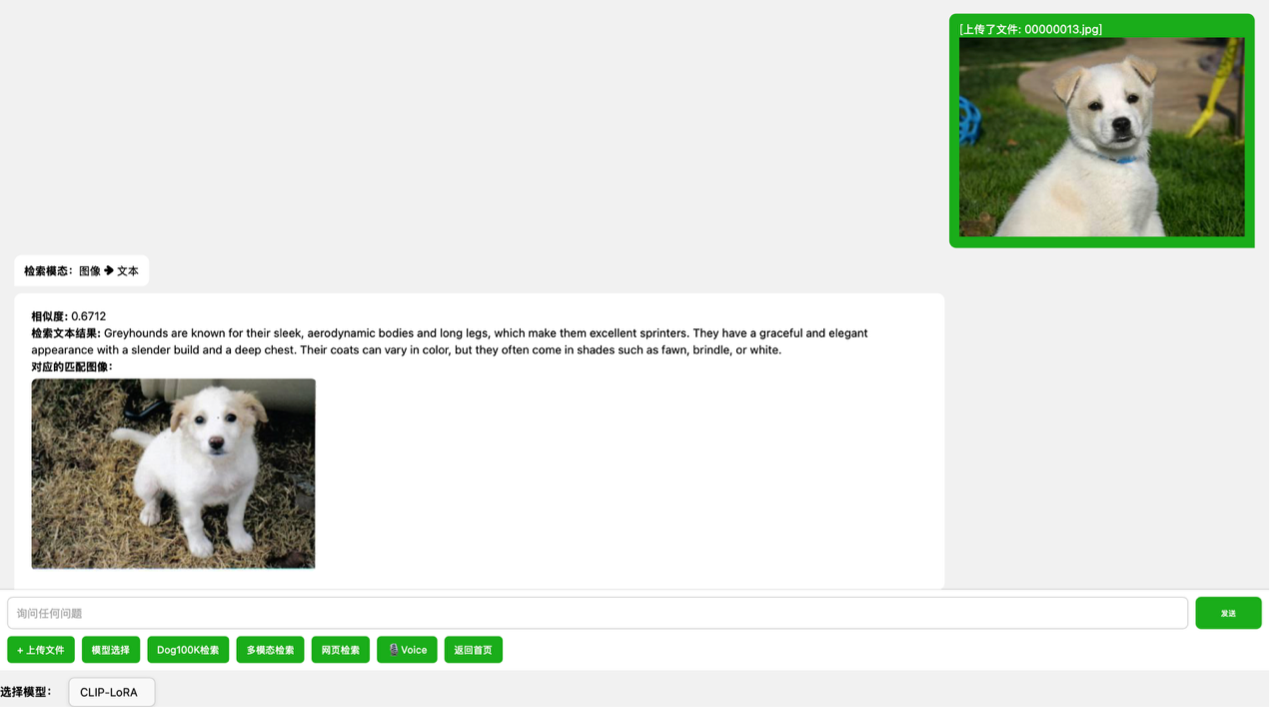 [上传了文件: 00000013.jpg]
检索模态：图像 → 文本
相似度: 0.6712
检索文本结果: Greyhounds are known for their sleek, aerodynamic bodies and long legs, which make them excellent sprinters. They have a graceful and elegant
appearance with a slender build and a deep chest. Their coats can vary in color, but they often come in shades such as fawn, brindle, or white.
对应的匹配图像：
询问任何问题
发送
+ 上传文件 模型选择 Dog100K检索 多模态检索 网页检索 🎙Voice 返回首页
选择模型： CLIP-LoRA